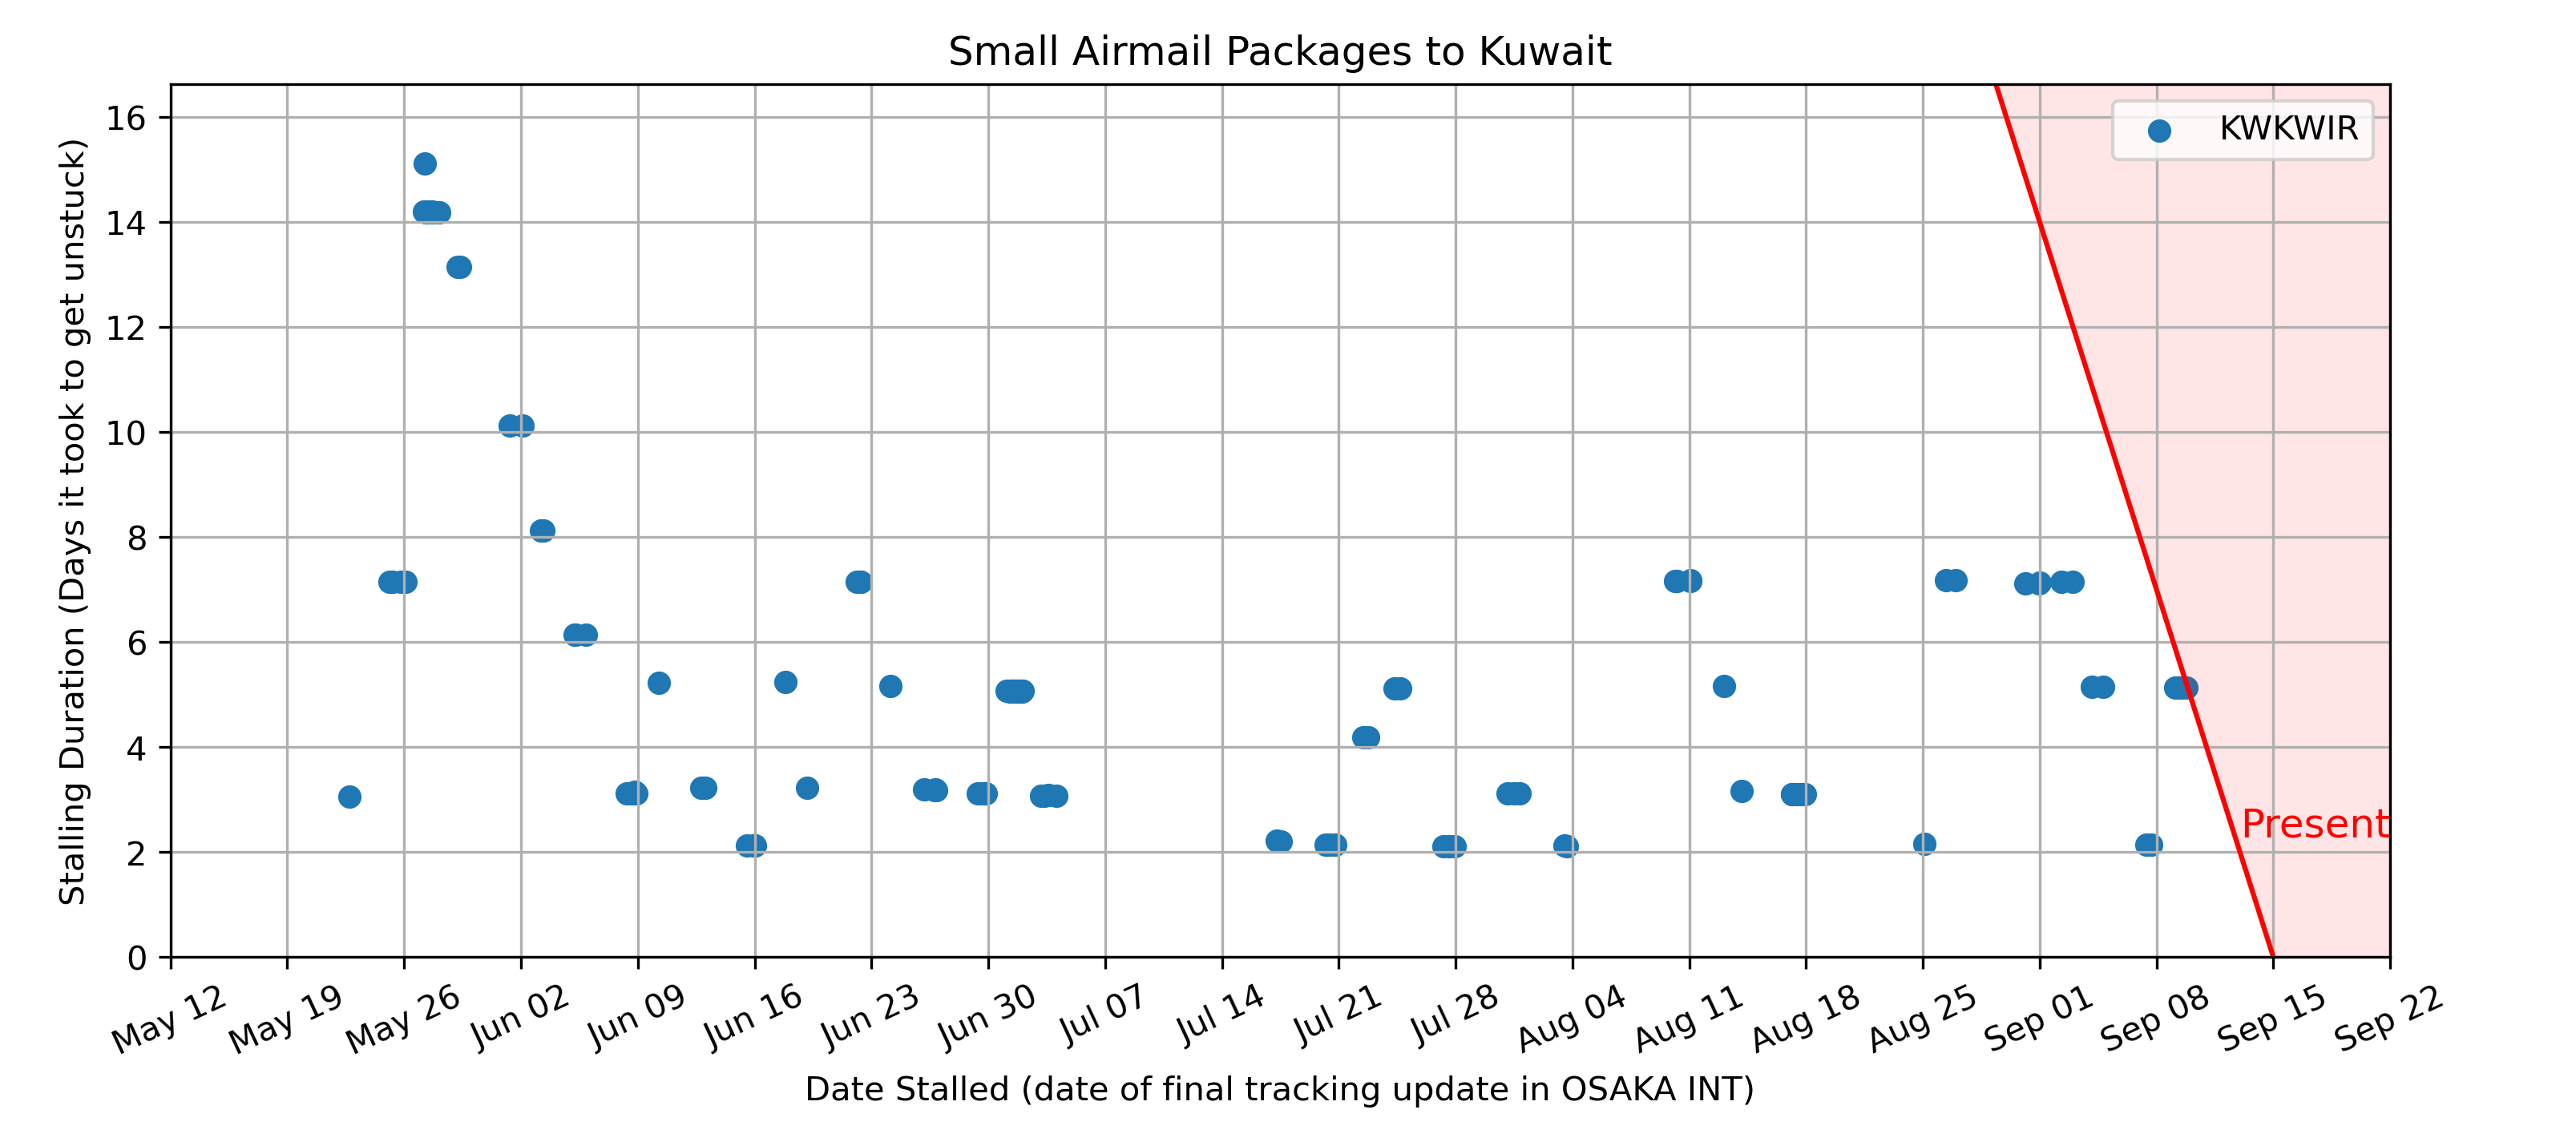 Small Airmail Packages to Kuwait
KWKWIR
Stalling Duration (Days it took to get unstuck)
16
14
12
10
8
6
4
2
0
Present
May 12 May 19 May 26 Jun 02 Jun 09 Jun 16 Jun 23 Jun 30 Jul 07 Jul 14 Jul 21 Jul 28 Aug 04 Aug 11 Aug 18 Aug 25 Sep 01 Sep 08 Sep 15 Sep 22
Date Stalled (date of final tracking update in OSAKA INT)